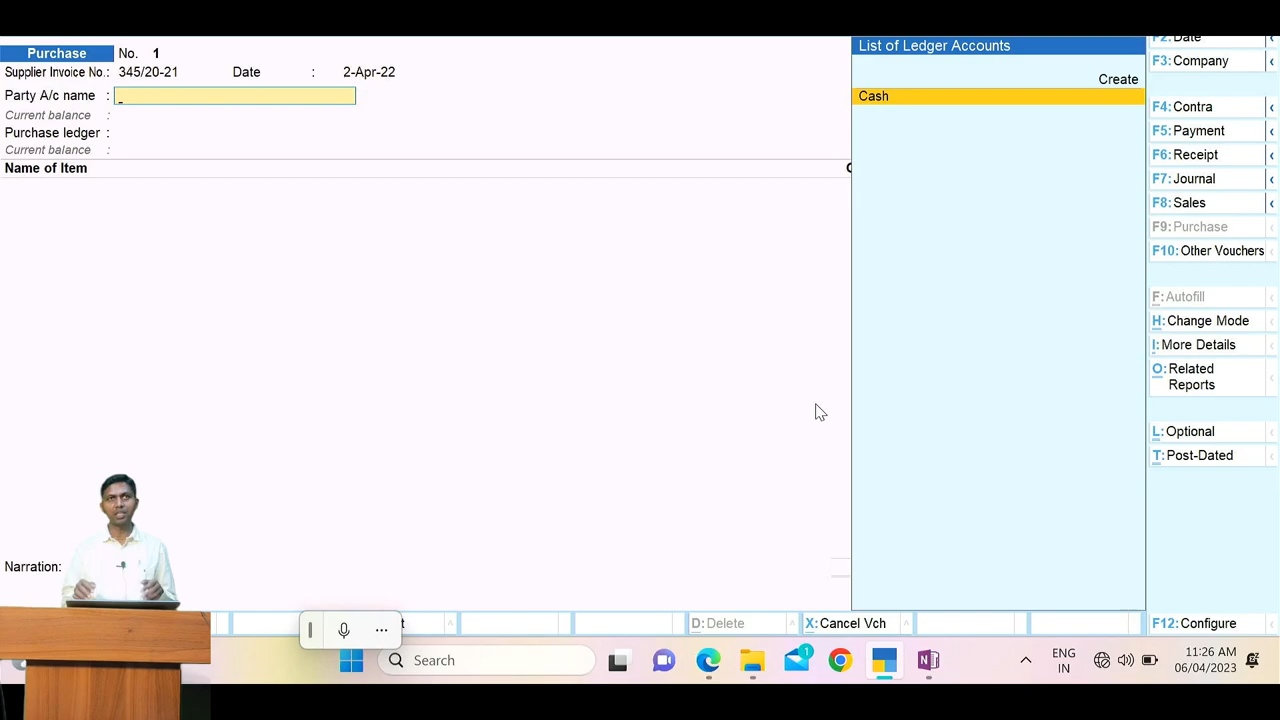 Purchase No. 1
Supplier Invoice No.: 345/20-21 Date : 2-Apr-22
Party A/c name :
Current balance :
Purchase ledger :
Current balance :
Name of Item
Narration:
List of Ledger Accounts
Create
Cash
F2: Date
F3: Company
F4: Contra
F5: Payment
F6: Receipt
F7: Journal
F8: Sales
F9: Purchase
F10: Other Vouchers
F: Autofill
H: Change Mode
I: More Details
O: Related
Reports
L: Optional
T: Post-Dated
D: Delete
X: Cancel Vch
F12: Configure
Search
1
ENG
IN
11:26 AM
06/04/2023